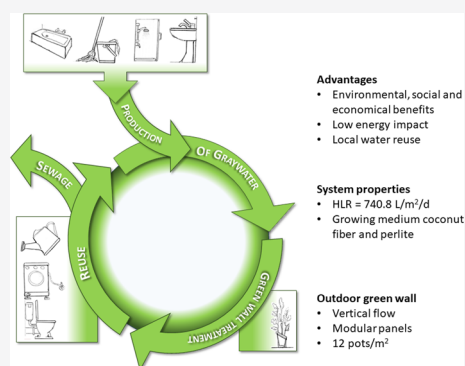 PRODUCTION
OF GRAYWATER
GREEN WALL TREATMENT
REUSE
SEWAGE
Advantages
• Environmental, social and
economical benefits
• Low energy impact
• Local water reuse
System properties
• HLR = 740.8 L/m²/d
• Growing medium coconut
fiber and perlite
Outdoor green wall
• Vertical flow
• Modular panels
• 12 pots/m²